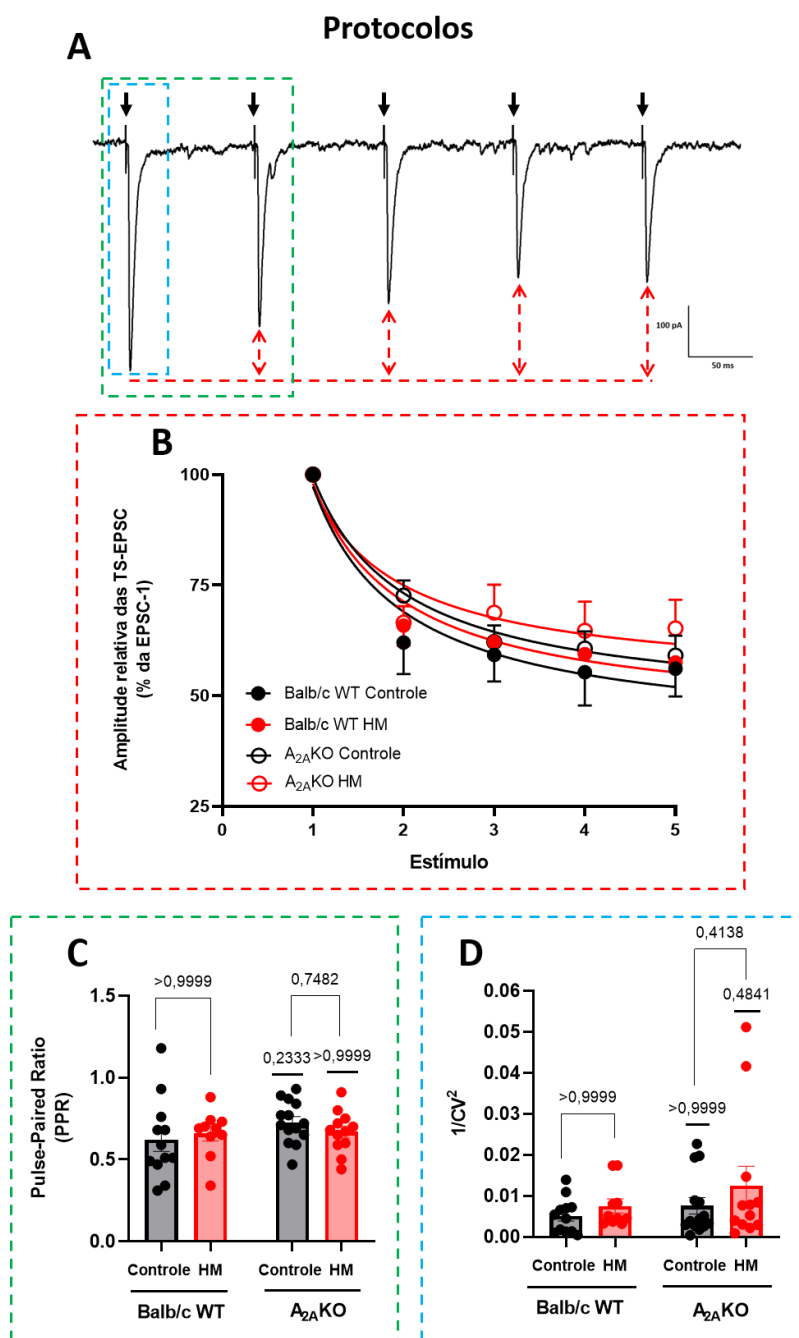 Protocolos
A
100 pA
50 ms
B
Amplitude relativa das TS-EPSC
(% da EPSC-1)
100
75
50
25
0
1
2
3
4
5
Estímulo
Balb/c WT Controle
Balb/c WT HM
A2AKO Controle
A2AKO HM
C
Pulse-Paired Ratio
(PPR)
1.5
1.0
0.5
0.0
>0,9999
0,7482
0,2333
>0,9999
Controle HM
Controle HM
Balb/c WT
A2AKO
D
1/CV²
0.06
0.05
0.04
0.03
0.02
0.01
0.00
>0,9999
0,4138
0,4841
>0,9999
Controle HM
Controle HM
Balb/c WT
A2AKO